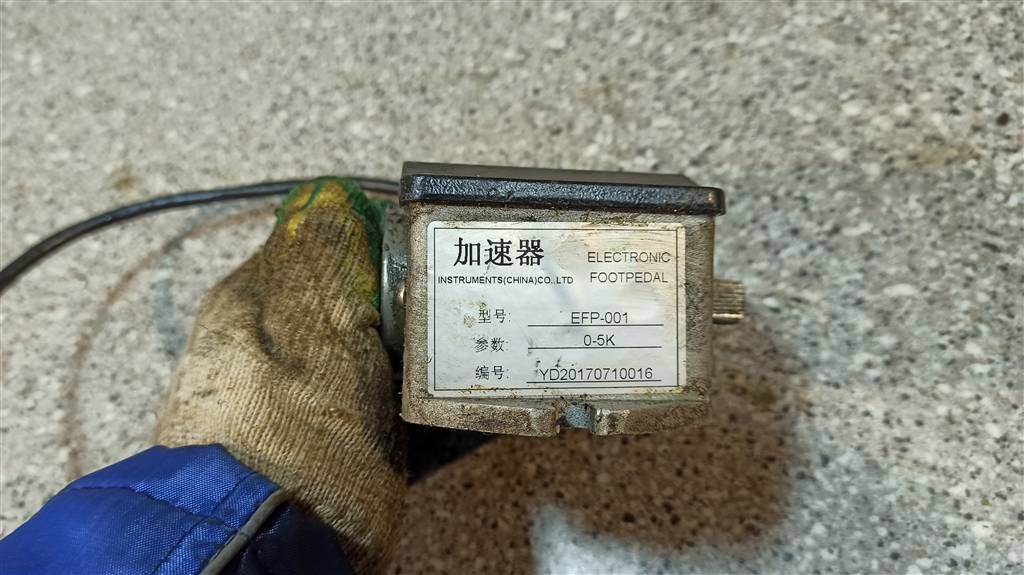 加速器
ELECTRONIC
INSTRUMENTS(CHINA)CO.,LTD
FOOTPEDAL
型号: EFP-001
参数: 0-5K
编号: YD20170710016